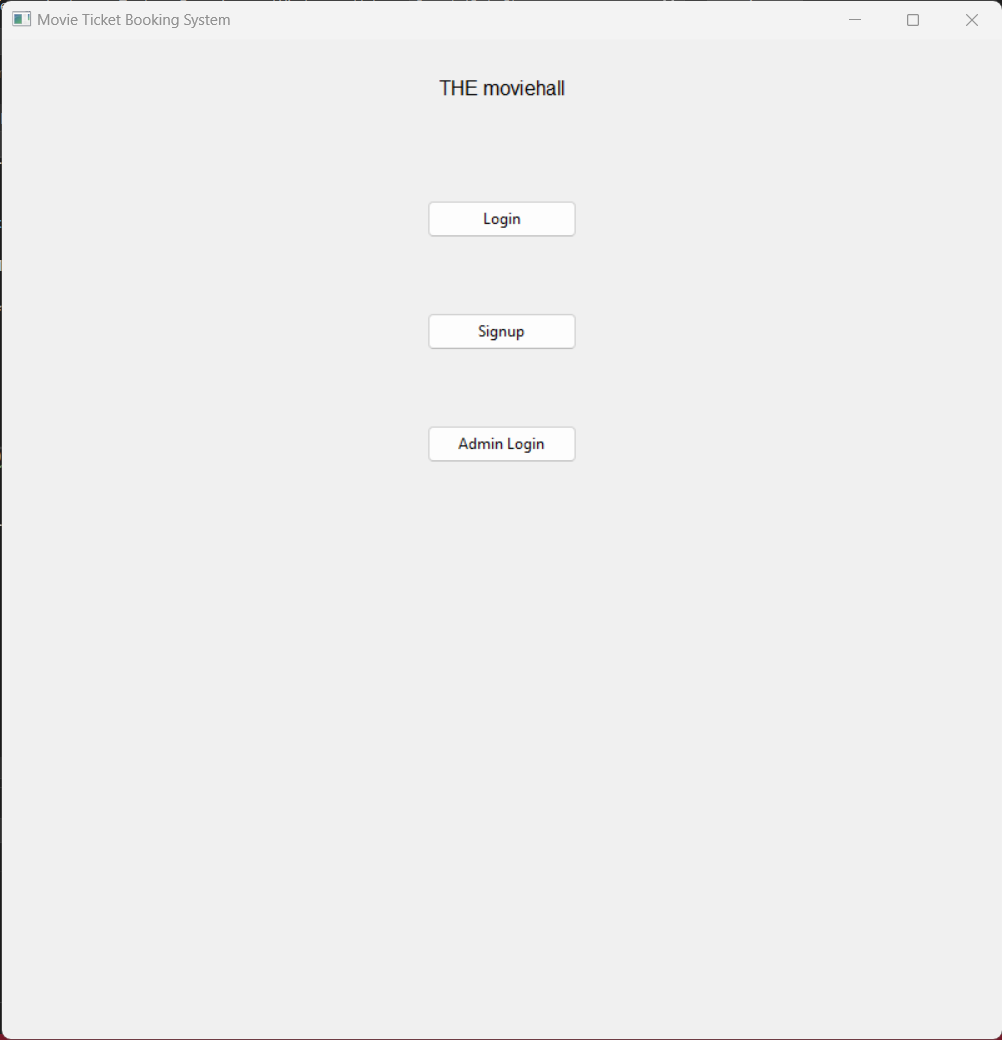 Movie Ticket Booking System
THE moviehall
Login
Signup
Admin Login